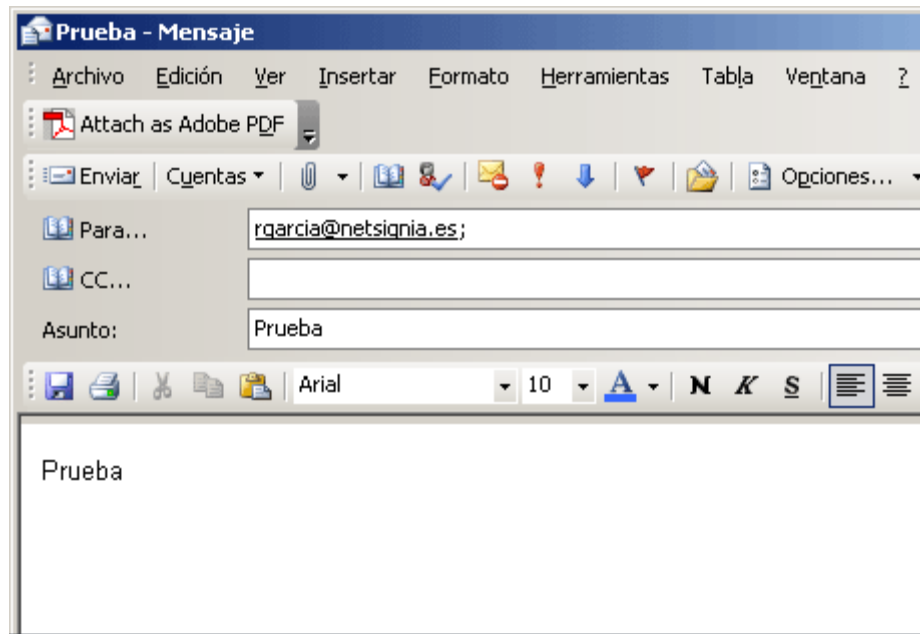 Prueba - Mensaje
Archivo Edición Ver Insertar Formato Herramientas Tabla Ventana ?
Attach as Adobe PDF
Enviar Cuentas Opciones...
Para... rgarcia@netsignia.es;
CC...
Asunto: Prueba
Arial 10 A N K S
Prueba